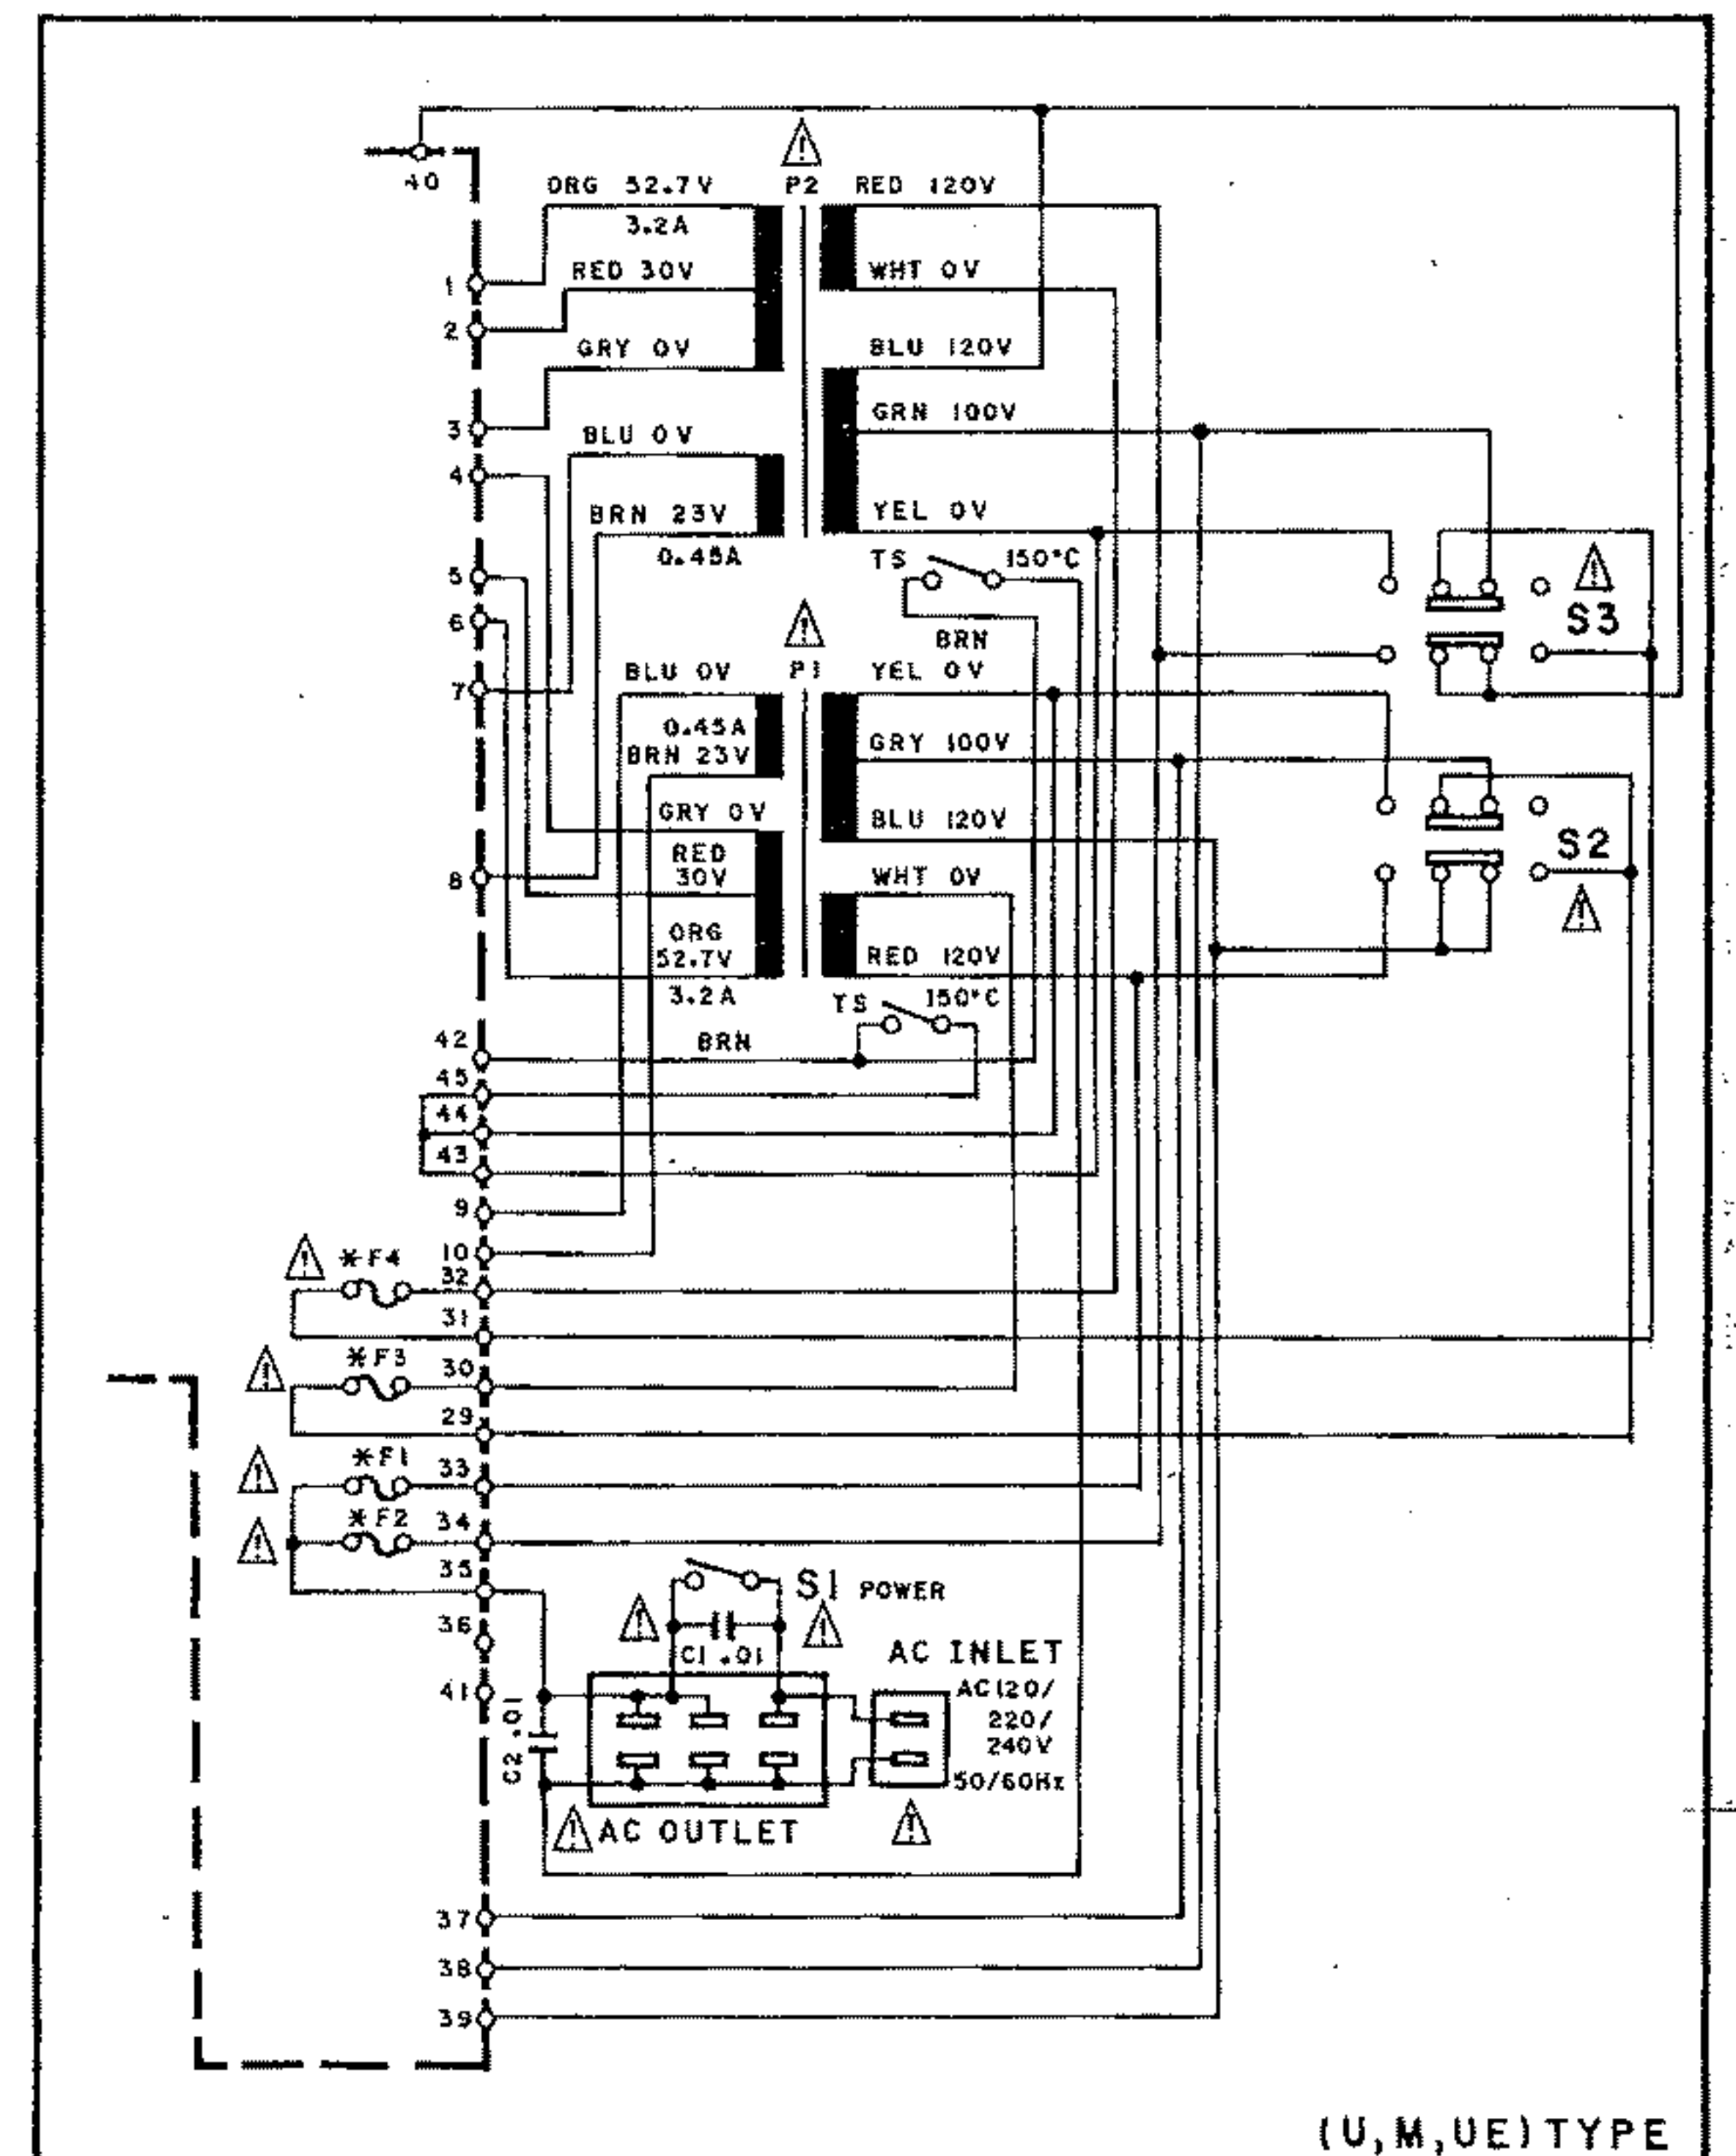 40
ORG 52.7V
P2
RED 120V
3.2A
RED 30V
WHT 0V
1
2
GRY 0V
BLU 120V
GRN 100V
3
BLU 0V
4
BRN 23V
YEL 0V
0.45A
TS
150°C
5
S3
6
BRN
BLU 0V
P1
YEL 0V
7
0.45A
BRN 23V
GRY 100V
GRY 0V
BLU 120V
S2
RED
30V
WHT 0V
8
ORG
52.7V
RED 120V
3.2A
TS
150°C
42
BRN
45
44
43
9
10
*F4
32
31
*F3
30
29
*F1
33
*F2
34
35
S1 POWER
36
C1 .01
AC INLET
41
AC120/
220/
240V
50/60Hz
C2 .01
AC OUTLET
37
38
39
(U,M,UE) TYPE